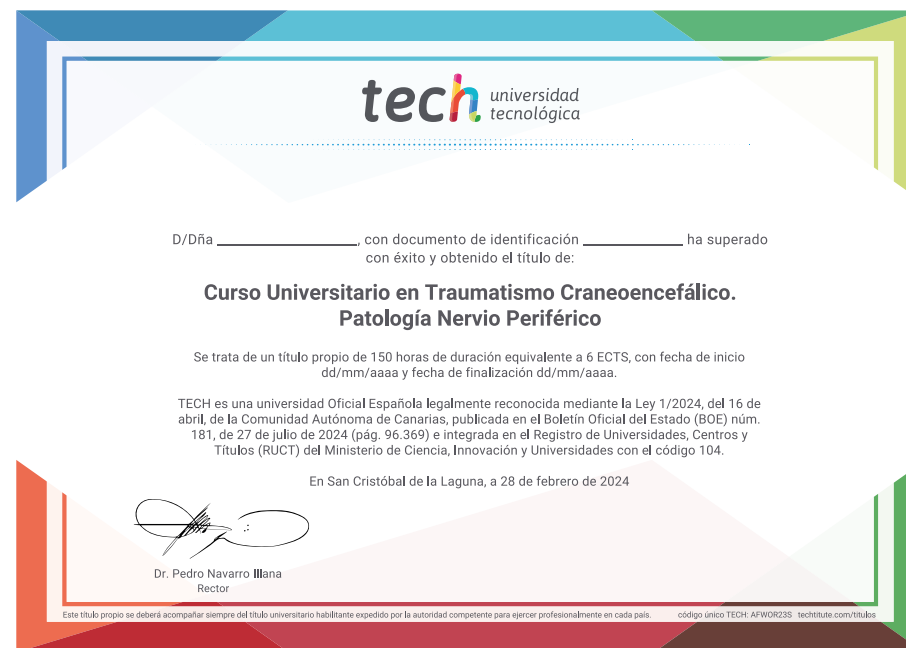 tech universidad
tecnológica
D/Dña ____________, con documento de identificación ____________ ha superado
con éxito y obtenido el título de:
Curso Universitario en Traumatismo Craneoencefálico.
Patología Nervio Periférico
Se trata de un título propio de 150 horas de duración equivalente a 6 ECTS, con fecha de inicio
dd/mm/aaaa y fecha de finalización dd/mm/aaaa.
TECH es una universidad Oficial Española legalmente reconocida mediante la Ley 1/2024, del 16 de
abril, de la Comunidad Autónoma de Canarias, publicada en el Boletín Oficial del Estado (BOE) núm.
181, de 27 de julio de 2024 (pág. 96.369) e integrada en el Registro de Universidades, Centros y
Títulos (RUCT) del Ministerio de Ciencia, Innovación y Universidades con el código 104.
En San Cristóbal de la Laguna, a 28 de febrero de 2024
Dr. Pedro Navarro Illana
Rector
Este título propio se deberá acompañar siempre del título universitario habilitante expedido por la autoridad competente para ejercer profesionalmente en cada país. código único TECH: AFWOR23S techtitute.com/titulos